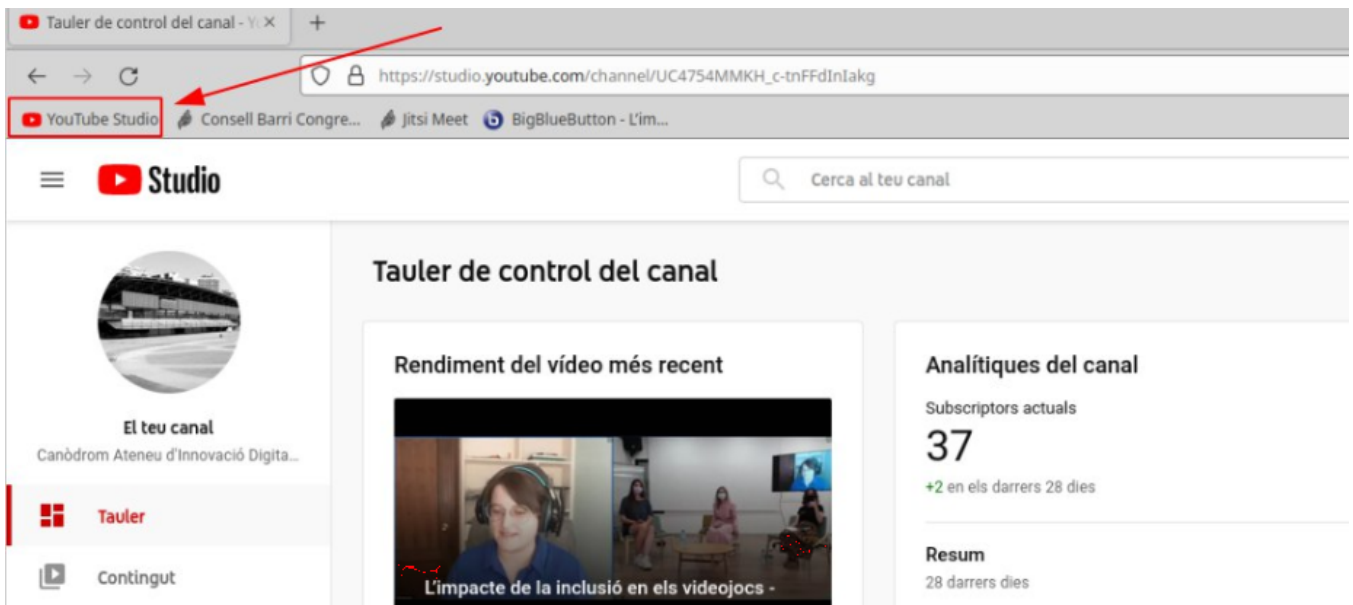 Tauler de control del canal - Y
https://studio.youtube.com/channel/UC4754MMKH_c-tnFFdInIakg
YouTube Studio Consell Barri Congre... Jitsi Meet BigBlueButton - L'im...
Studio
Cerca al teu canal
Tauler de control del canal
Rendiment del vídeo més recent
Analítiques del canal
Subscriptors actuals
37
+2 en els darrers 28 dies
El teu canal
Canòdrom Ateneu d'Innovació Digita...
Tauler
Contingut
L'impacte de la inclusió en els videojocs -
Resum
28 darrers dies